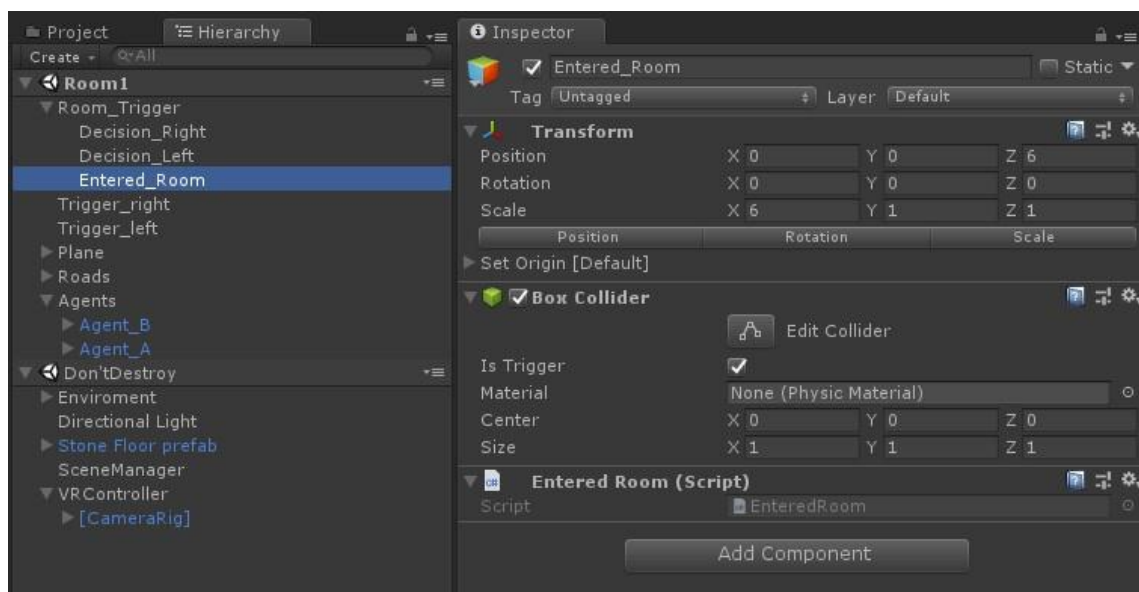 Project
Hierarchy
Create
All
Room1
Room_Trigger
Decision_Right
Decision_Left
Entered_Room
Trigger_right
Trigger_left
Plane
Roads
Agents
Agent_B
Agent_A
Don'tDestroy
Enviroment
Directional Light
Stone Floor prefab
SceneManager
VRController
[CameraRig]
Inspector
Entered_Room Static
Tag Untagged Layer Default
Transform
Position X 0 Y 0 Z 6
Rotation X 0 Y 0 Z 0
Scale X 6 Y 1 Z 1
Position Rotation Scale
Set Origin [Default]
Box Collider
Edit Collider
Is Trigger
Material None (Physic Material)
Center X 0 Y 0 Z 0
Size X 1 Y 1 Z 1
C# Entered Room (Script)
Script EnteredRoom
Add Component